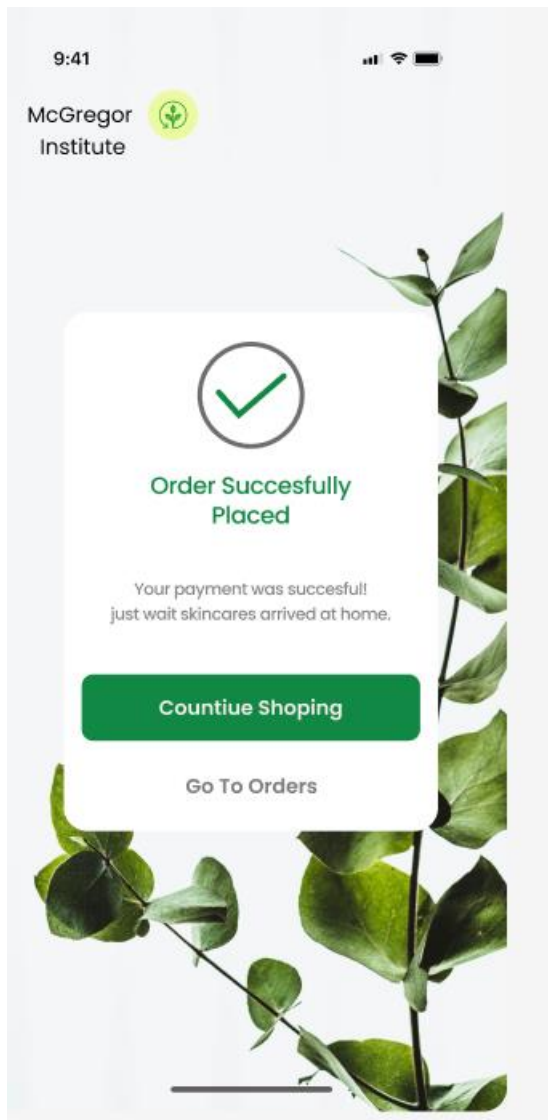 9:41
McGregor
Institute
Order Succesfully
Placed
Your payment was succesful!
just wait skincares arrived at home.
Countiue Shoping
Go To Orders